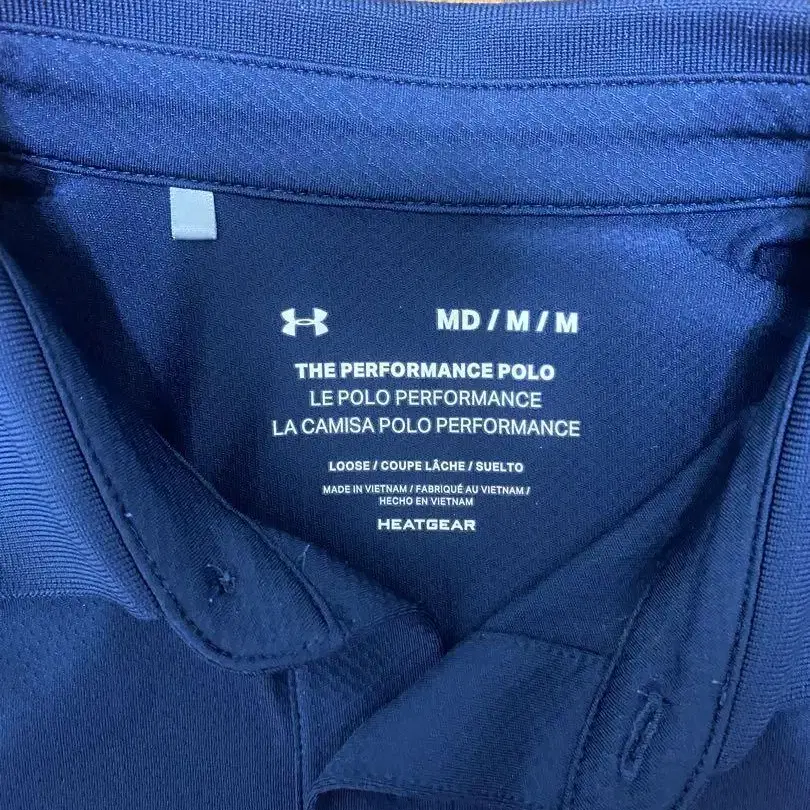 MD / M / M
THE PERFORMANCE POLO
LE POLO PERFORMANCE
LA CAMISA POLO PERFORMANCE
LOOSE / COUPE LÂCHE / SUELTO
MADE IN VIETNAM / FABRIQUÉ AU VIETNAM /
HECHO EN VIETNAM
HEATGEAR